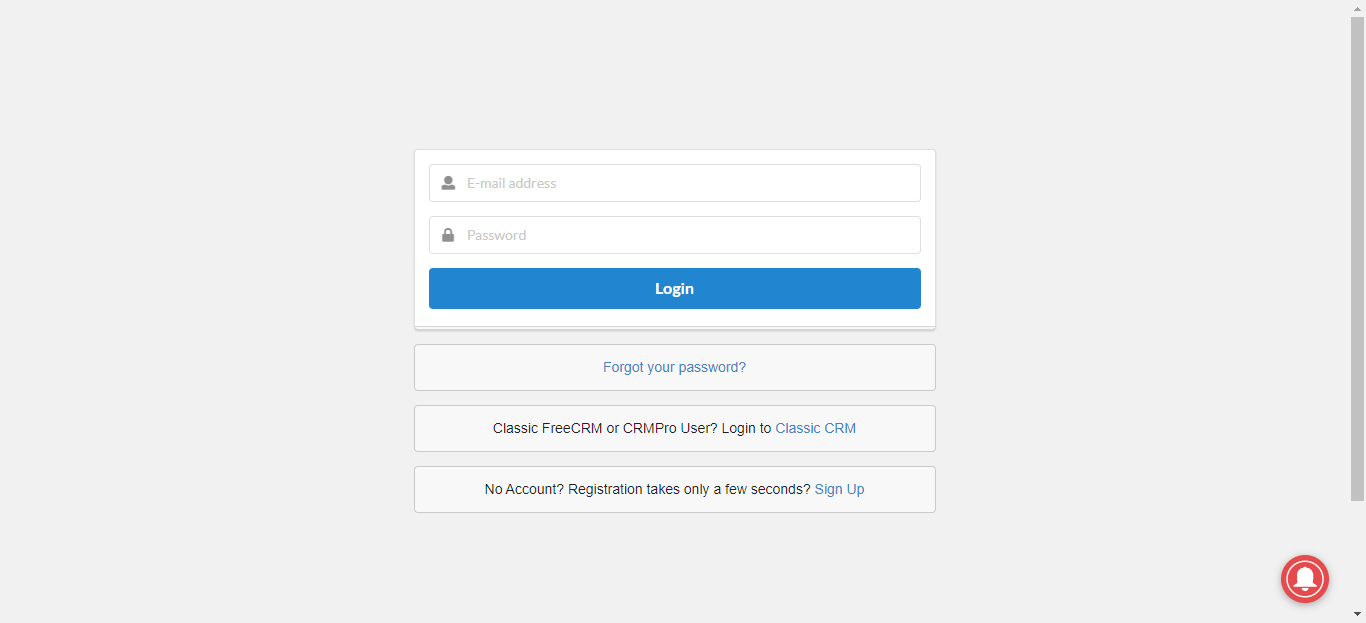 E-mail address
Password
Login
Forgot your password?
Classic FreeCRM or CRMPro User? Login to Classic CRM
No Account? Registration takes only a few seconds? Sign Up